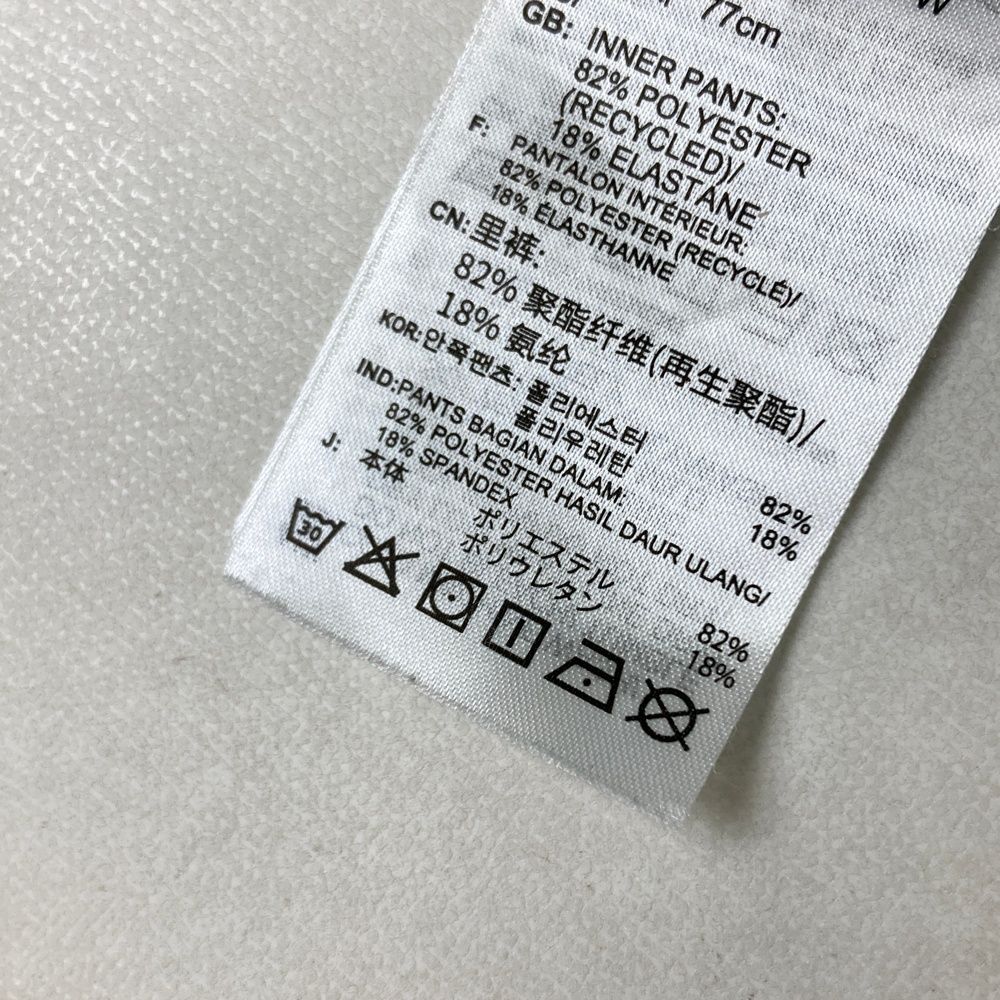 77cm
W
GB: INNER PANTS:
82% POLYESTER
(RECYCLED)/
18% ELASTANE
F: PANTALON INTÉRIEUR:
82% POLYESTER (RECYCLÉ)/
18% ÉLASTHANNE
CN: 里裤:
82% 聚酯纤维(再生聚酯)/
18% 氨纶
KOR: 안쪽팬츠: 폴리에스터 82%
폴리우레탄 18%
IND: PANTS BAGIAN DALAM:
82% POLYESTER HASIL DAUR ULANG/
18% SPANDEX
J: 本体 ポリエステル 82%
ポリウレタン 18%
30